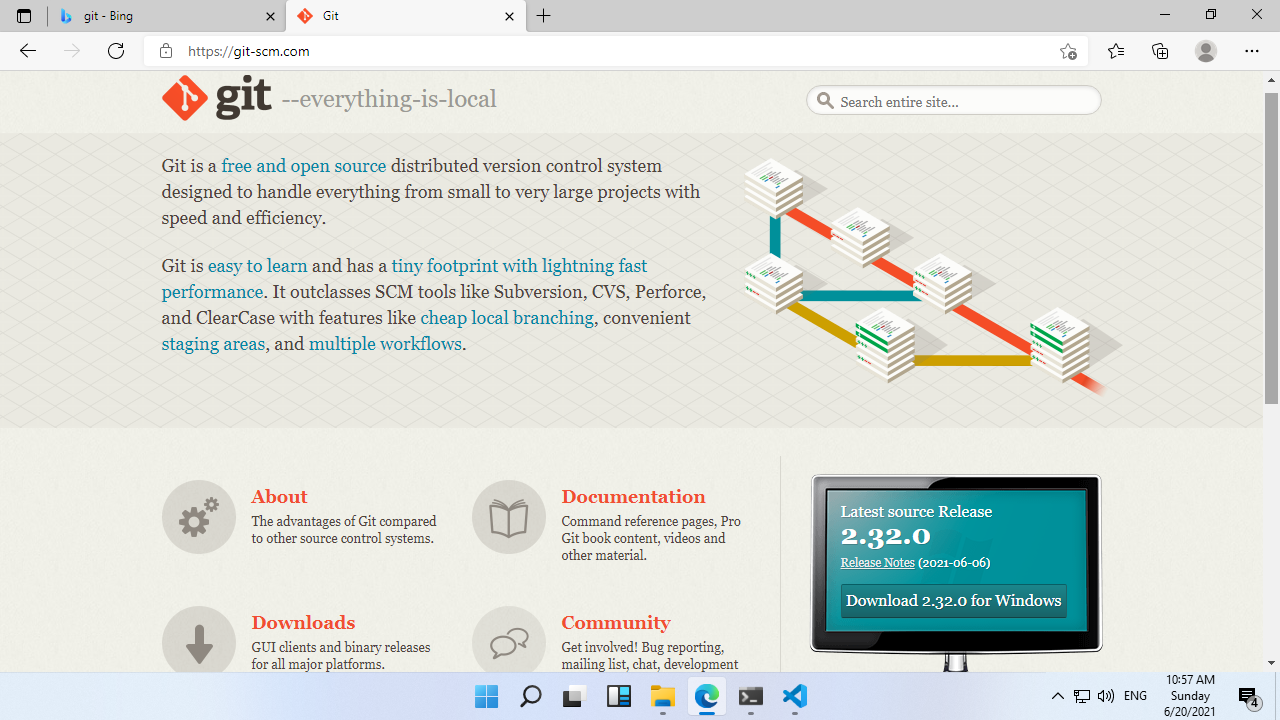 git - Bing
Git
https://git-scm.com
git --everything-is-local
Search entire site...
Git is a free and open source distributed version control system
designed to handle everything from small to very large projects with
speed and efficiency.
Git is easy to learn and has a tiny footprint with lightning fast
performance. It outclasses SCM tools like Subversion, CVS, Perforce,
and ClearCase with features like cheap local branching, convenient
staging areas, and multiple workflows.
About
The advantages of Git compared
to other source control systems.
Documentation
Command reference pages, Pro
Git book content, videos and
other material.
Downloads
GUI clients and binary releases
for all major platforms.
Community
Get involved! Bug reporting,
mailing list, chat, development
Latest source Release
2.32.0
Release Notes (2021-06-06)
Download 2.32.0 for Windows
ENG
10:57 AM
Sunday
6/20/2021
4